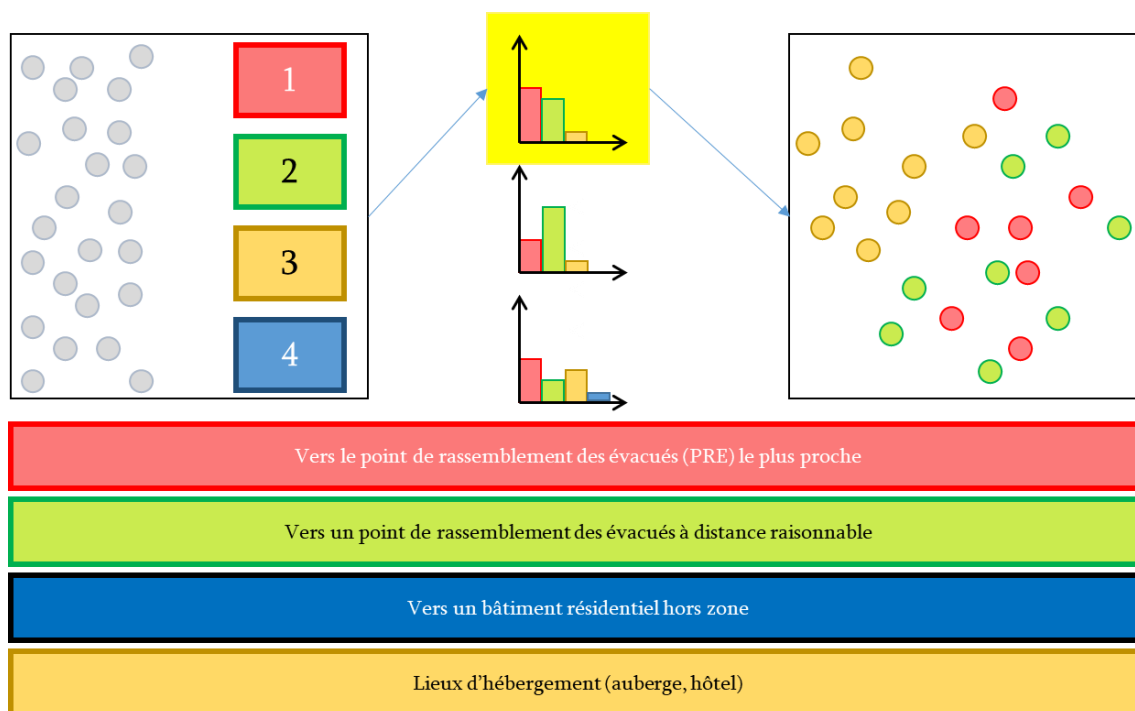 1
2
3
4
Vers le point de rassemblement des évacués (PRE) le plus proche
Vers un point de rassemblement des évacués à distance raisonnable
Vers un bâtiment résidentiel hors zone
Lieux d’hébergement (auberge, hôtel)